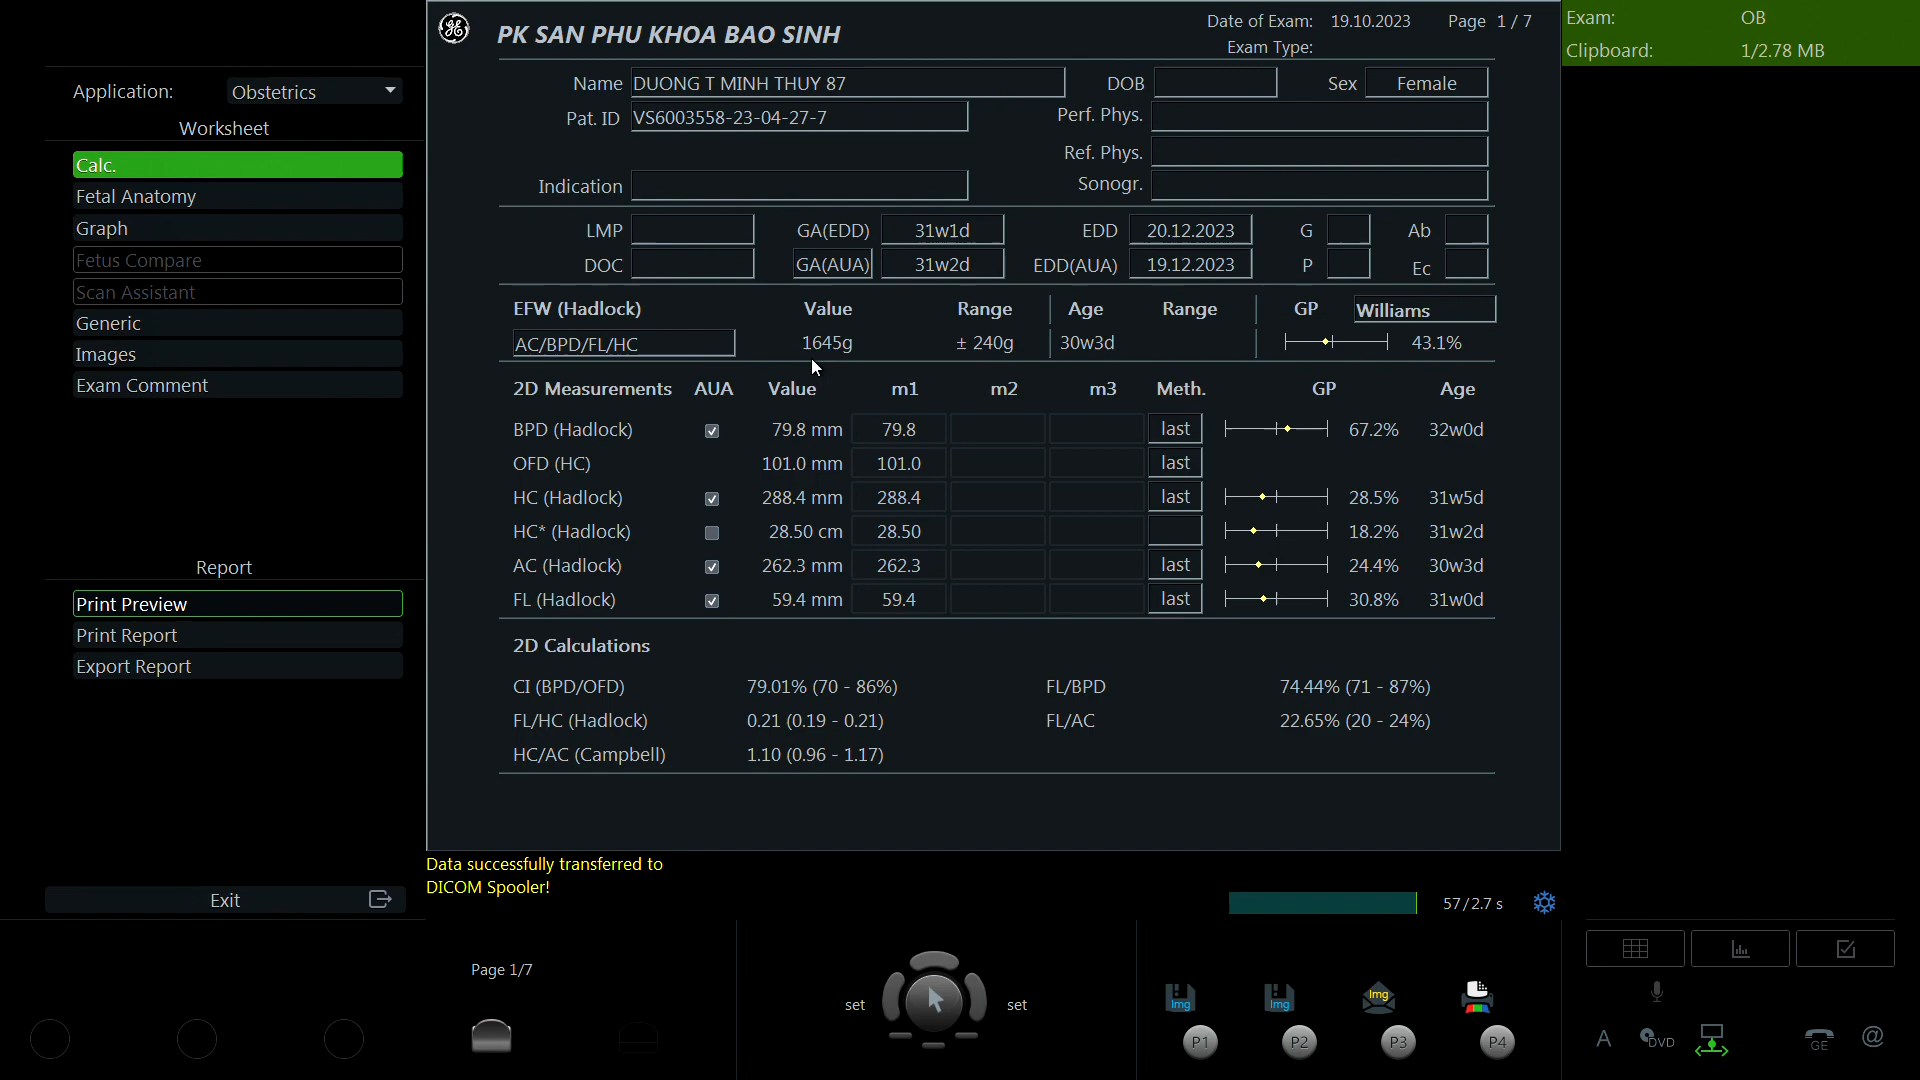 PK SAN PHU KHOA BAO SINH
Date of Exam: 19.10.2023 Page 1 / 7
Exam Type:
Exam: OB
Clipboard: 1/2.78 MB
Application: Obstetrics
Worksheet
Calc.
Fetal Anatomy
Graph
Fetus Compare
Scan Assistant
Generic
Images
Exam Comment
Report
Print Preview
Print Report
Export Report
Exit
Name DUONG T MINH THUY 87 DOB Sex Female
Pat. ID VS6003558-23-04-27-7 Perf. Phys.
Ref. Phys.
Indication Sonogr.
LMP GA(EDD) 31w1d EDD 20.12.2023 G Ab
DOC GA(AUA) 31w2d EDD(AUA) 19.12.2023 P Ec
EFW (Hadlock) Value Range Age Range GP Williams
AC/BPD/FL/HC 1645g ± 240g 30w3d 43.1%
2D Measurements AUA Value m1 m2 m3 Meth. GP Age
BPD (Hadlock) 79.8 mm 79.8 last 67.2% 32w0d
OFD (HC) 101.0 mm 101.0 last
HC (Hadlock) 288.4 mm 288.4 last 28.5% 31w5d
HC* (Hadlock) 28.50 cm 28.50 18.2% 31w2d
AC (Hadlock) 262.3 mm 262.3 last 24.4% 30w3d
FL (Hadlock) 59.4 mm 59.4 last 30.8% 31w0d
2D Calculations
CI (BPD/OFD) 79.01% (70 - 86%) FL/BPD 74.44% (71 - 87%)
FL/HC (Hadlock) 0.21 (0.19 - 0.21) FL/AC 22.65% (20 - 24%)
HC/AC (Campbell) 1.10 (0.96 - 1.17)
Data successfully transferred to
DICOM Spooler!
57/2.7 s
Page 1/7
set set
Img Img Img
P1 P2 P3 P4
A DVD GE @